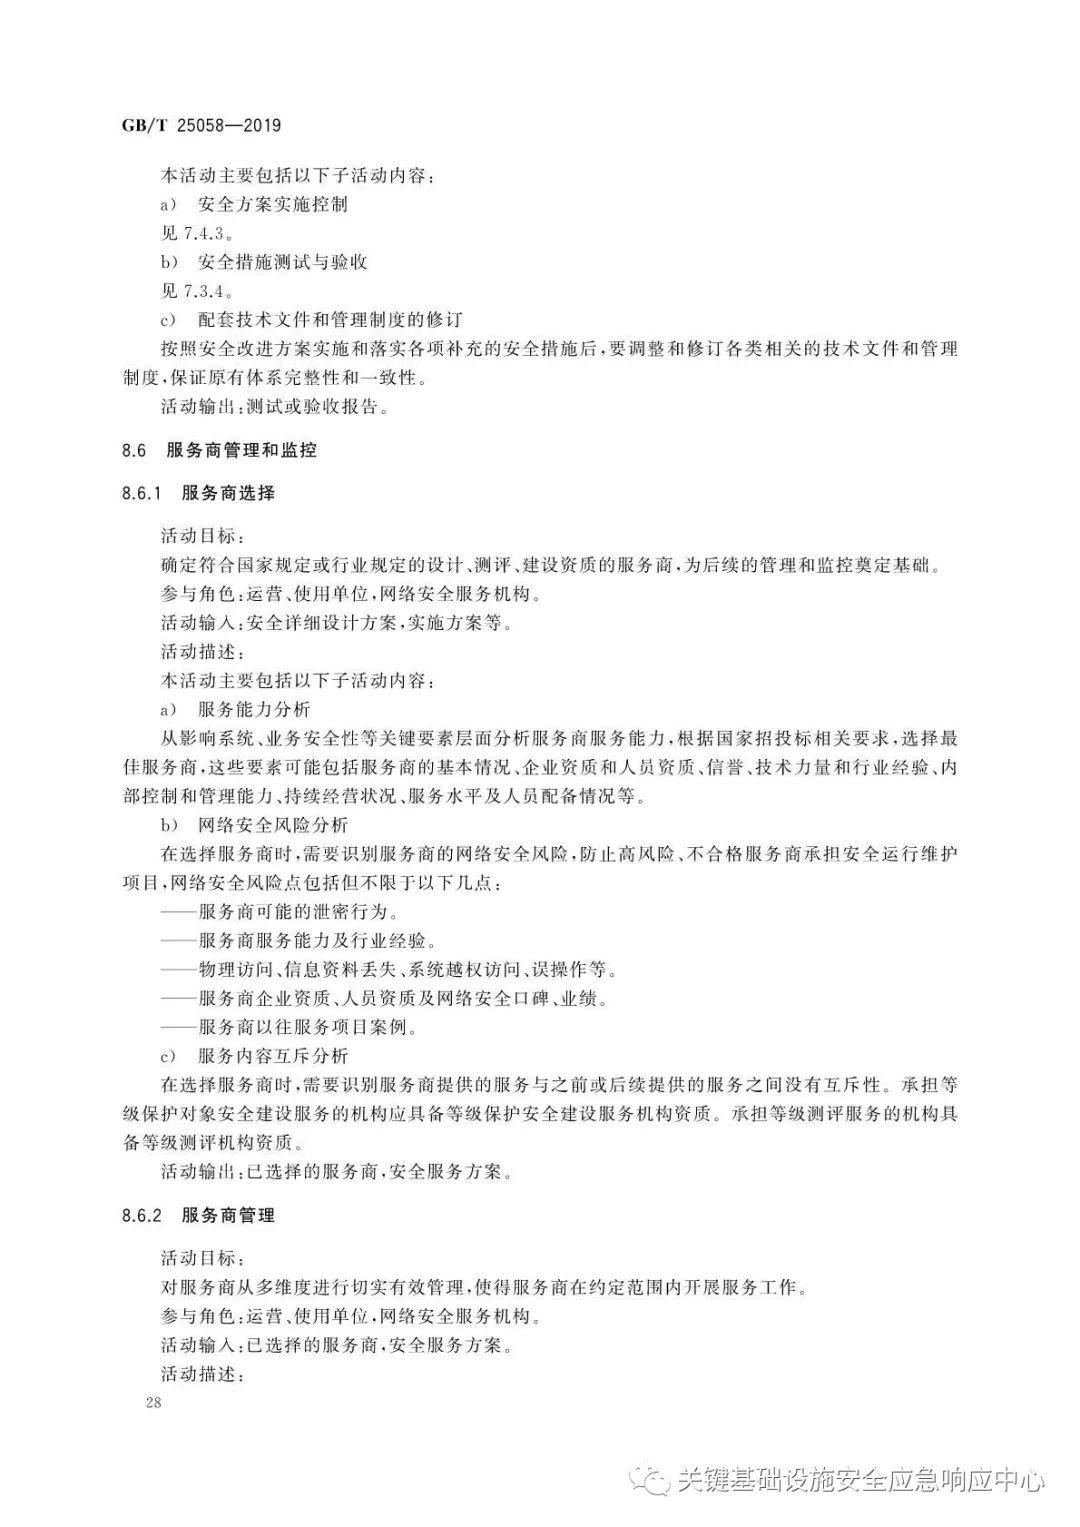 GB/T 25058—2019
本活动主要包括以下子活动内容:
a) 安全方案实施控制
见 7.4.3。
b) 安全措施测试与验收
见 7.3.4。
c) 配套技术文件和管理制度的修订
按照安全改进方案实施和落实各项补充的安全措施后,要调整和修订各类相关的技术文件和管理
制度,保证原有体系完整性和一致性。
活动输出:测试或验收报告。
8.6 服务商管理和监控
8.6.1 服务商选择
活动目标:
确定符合国家规定或行业规定的设计、测评、建设资质的服务商,为后续的管理和监控奠定基础。
参与角色:运营、使用单位,网络安全服务机构。
活动输入:安全详细设计方案,实施方案等。
活动描述:
本活动主要包括以下子活动内容:
a) 服务能力分析
从影响系统、业务安全性等关键要素层面分析服务商服务能力,根据国家招投标相关要求,选择最
佳服务商,这些要素可能包括服务商的基本情况、企业资质和人员资质、信誉、技术力量和行业经验、内
部控制和管理能力、持续经营状况、服务水平及人员配备情况等。
b) 网络安全风险分析
在选择服务商时,需要识别服务商的网络安全风险,防止高风险、不合格服务商承担安全运行维护
项目,网络安全风险点包括但不限于以下几点:
——服务商可能的泄密行为。
——服务商服务能力及行业经验。
——物理访问、信息资料丢失、系统越权访问、误操作等。
——服务商企业资质、人员资质及网络安全口碑、业绩。
——服务商以往服务项目案例。
c) 服务内容互斥分析
在选择服务商时,需要识别服务商提供的服务与之前或后续提供的服务之间没有互斥性。承担等
级保护对象安全建设服务的机构应具备等级保护安全建设服务机构资质。承担等级测评服务的机构具
备等级测评机构资质。
活动输出:已选择的服务商,安全服务方案。
8.6.2 服务商管理
活动目标:
对服务商从多维度进行切实有效管理,使得服务商在约定范围内开展服务工作。
参与角色:运营、使用单位,网络安全服务机构。
活动输入:已选择的服务商,安全服务方案。
活动描述:
28
关键基础设施安全应急响应中心